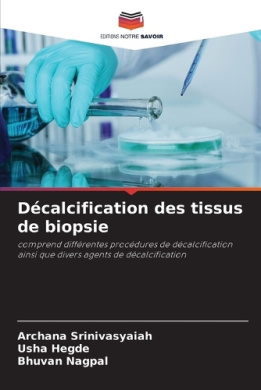 EDITIONS NOTRE SAVOIR
Décalcification des tissus
de biopsie
comprend différentes procédures de décalcification
ainsi que divers agents de décalcification
Archana Srinivasyaiah
Usha Hegde
Bhuvan Nagpal